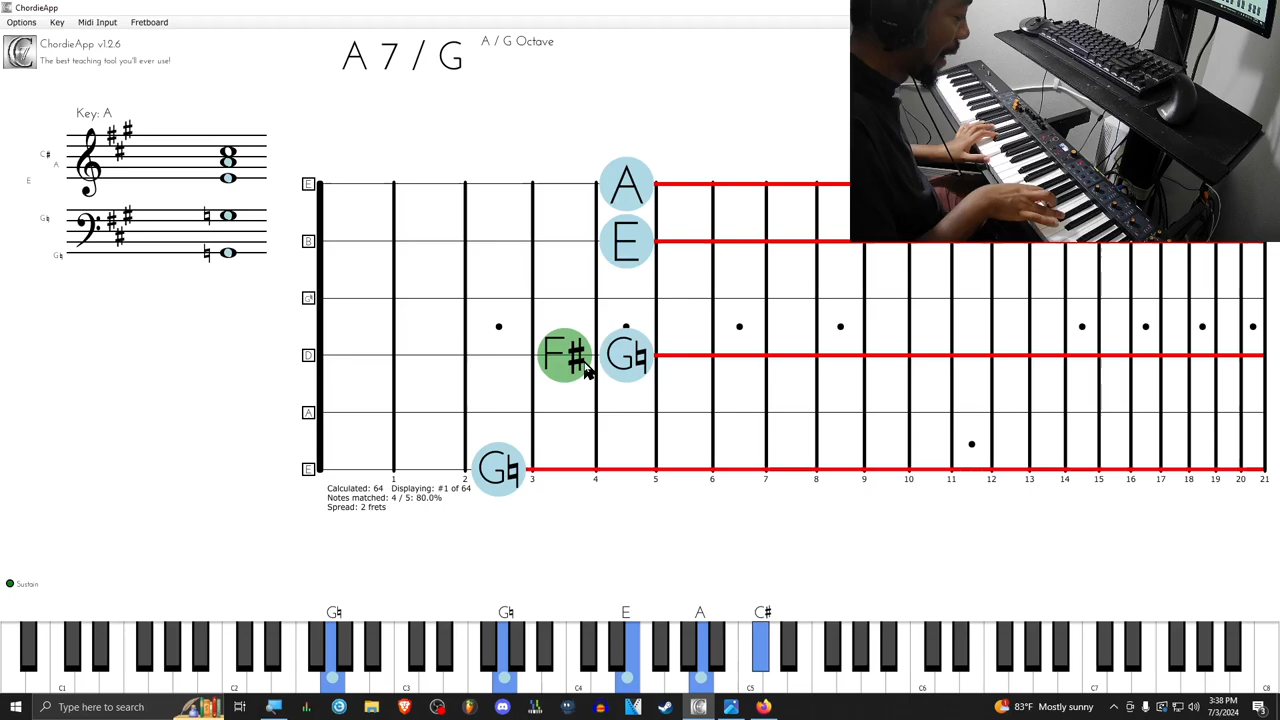 ChordieApp
Options Key Midi Input Fretboard
ChordieApp v1.2.6
The best teaching tool you'll ever use!
A 7 / G
A / G Octave
Key: A
C#
A
E
G♮
G♮
E
B
G♮
D
A
E
A
E
F# G♮
G♮
1 2 3 4 5 6 7 8 9 10 11 12 13 14 15 16 17 18 19 20 21
Calculated: 64 Displaying: #1 of 64
Notes matched: 4 / 5: 80.0%
Spread: 2 frets
Sustain
G♮ G♮ E A C#
C1 C2 C3 C4 C5 C6 C7 C8
Type here to search
83°F Mostly sunny
3:38 PM
7/3/2024